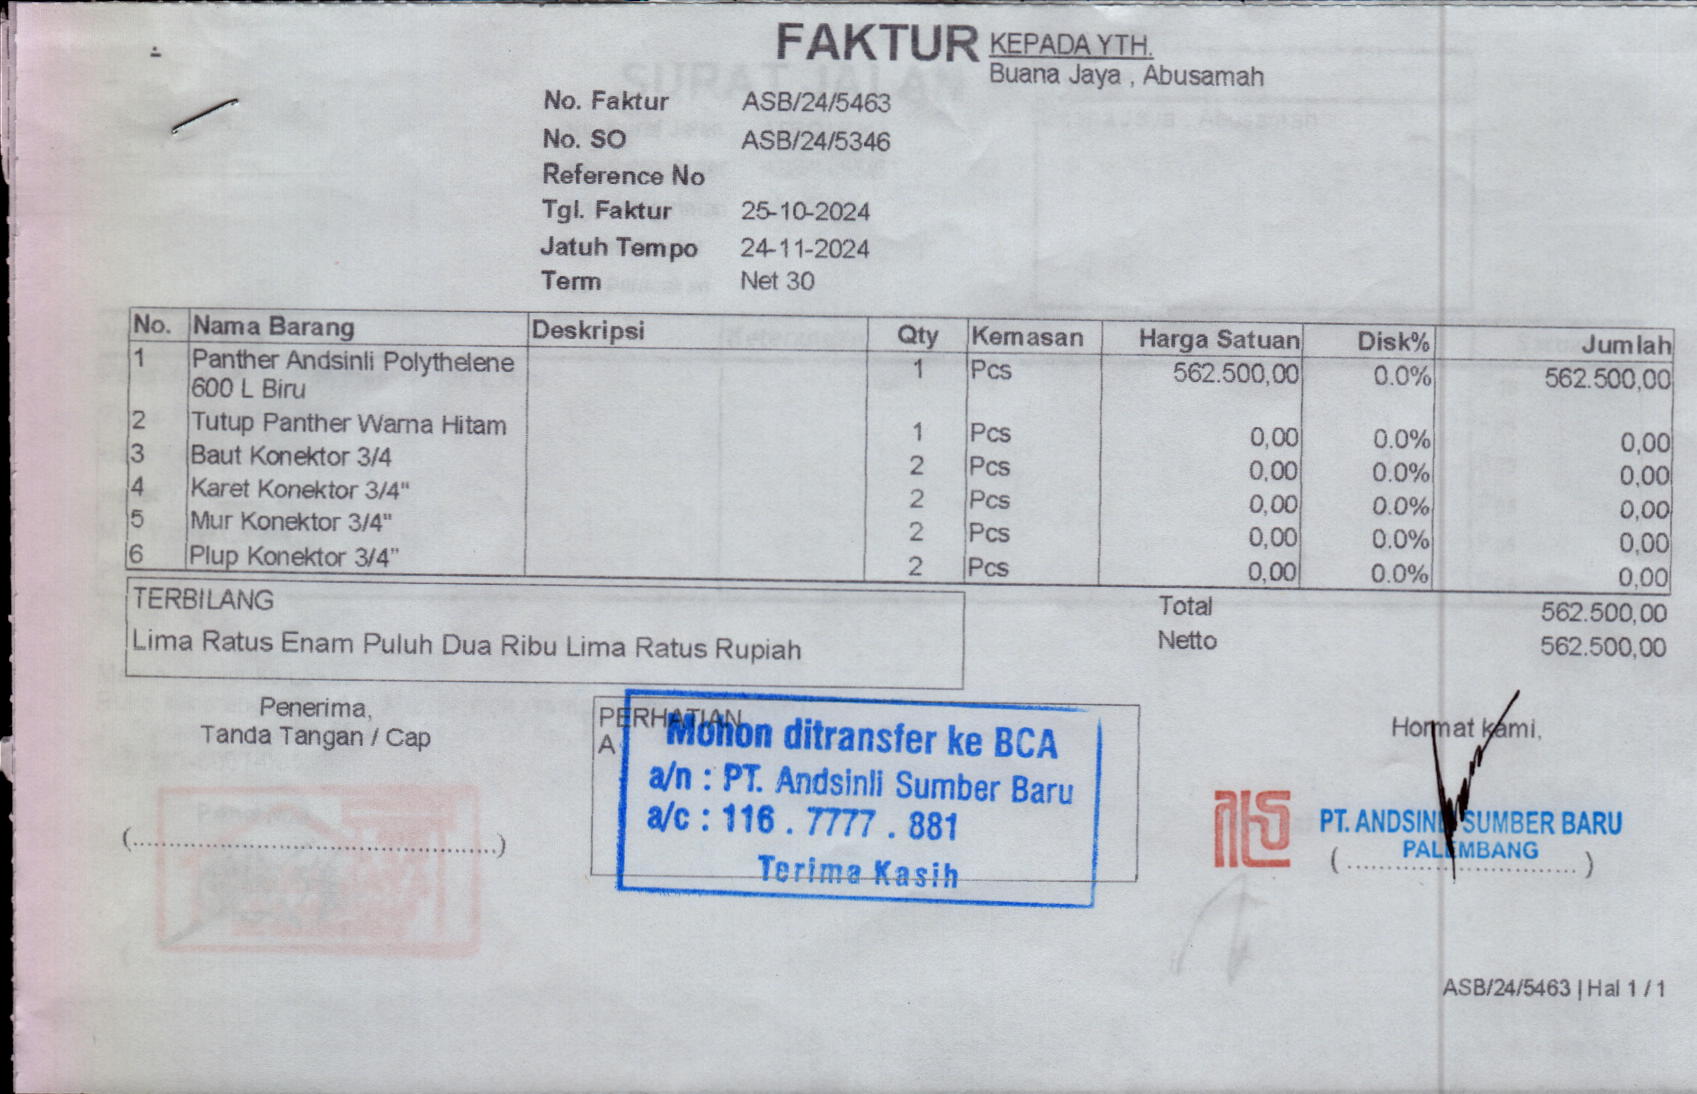 FAKTUR
KEPADA YTH.
Buana Jaya , Abusamah
No. Faktur ASB/24/5463
No. SO ASB/24/5346
Reference No
Tgl. Faktur 25-10-2024
Jatuh Tempo 24-11-2024
Term Net 30
No. Nama Barang Deskripsi Qty Kemasan Harga Satuan Disk% Jumlah
1 Panther Andsinli Polythelene 1 Pcs 562.500,00 0.0% 562.500,00
600 L Biru
2 Tutup Panther Warna Hitam 1 Pcs 0,00 0.0% 0,00
3 Baut Konektor 3/4 2 Pcs 0,00 0.0% 0,00
4 Karet Konektor 3/4" 2 Pcs 0,00 0.0% 0,00
5 Mur Konektor 3/4" 2 Pcs 0,00 0.0% 0,00
6 Plup Konektor 3/4" 2 Pcs 0,00 0.0% 0,00
TERBILANG
Lima Ratus Enam Puluh Dua Ribu Lima Ratus Rupiah
Total 562.500,00
Netto 562.500,00
Penerima,
Tanda Tangan / Cap
(......................................................)
PERHATIAN
A
Mohon ditransfer ke BCA
a/n : PT. Andsinli Sumber Baru
a/c : 116 . 7777 . 881
Terima Kasih
Hormat kami,
PT. ANDSINLI SUMBER BARU
PALEMBANG
(..................................)
ASB/24/5463 | Hal 1 / 1